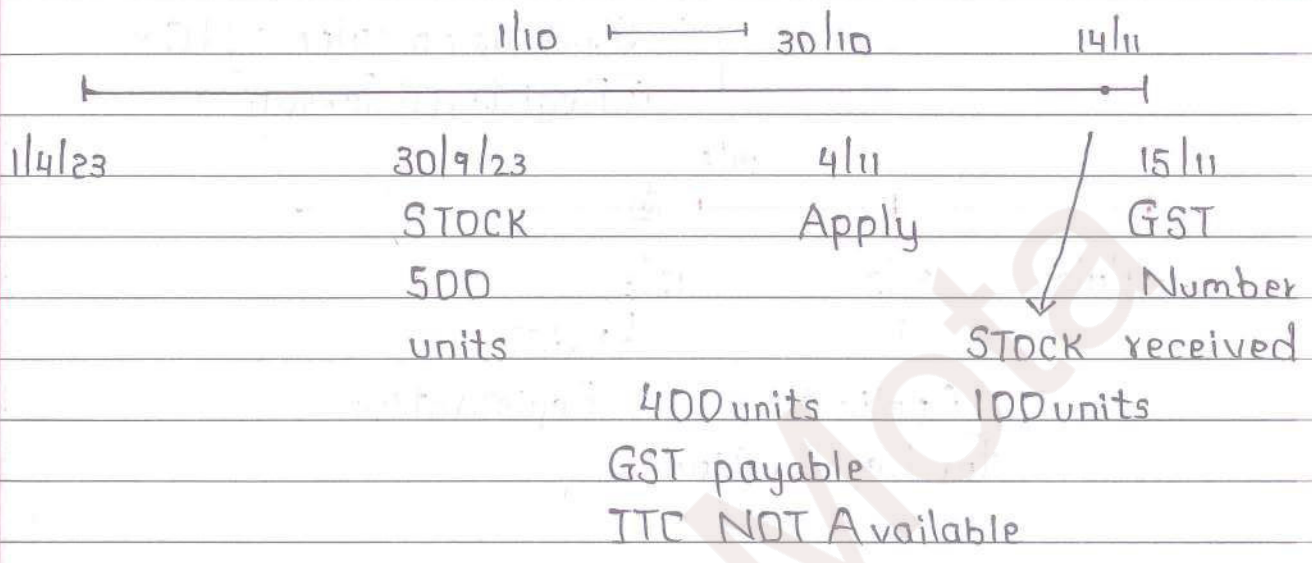 1/10 30/10 14/11
1/4/23 30/9/23 4/11 15/11
STOCK Apply GST
500 Number
units STOCK received
400 units 100 units
GST payable
ITC NOT Available
Mota